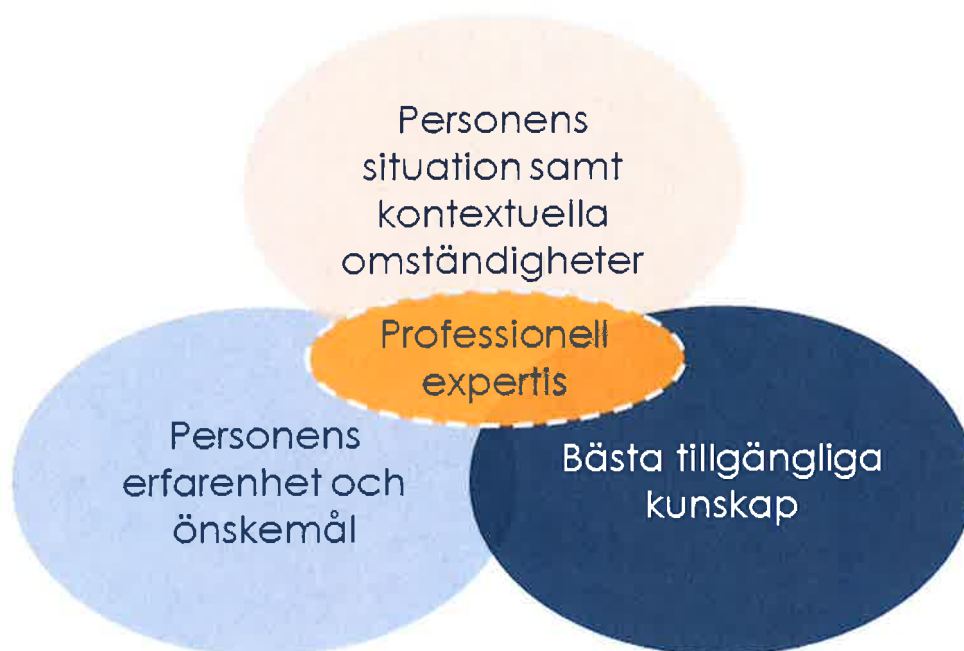 Personens
situation samt
kontextuella
omständigheter
Professionell
expertis
Personens
erfarenhet och
önskemål
Bästa tillgängliga
kunskap